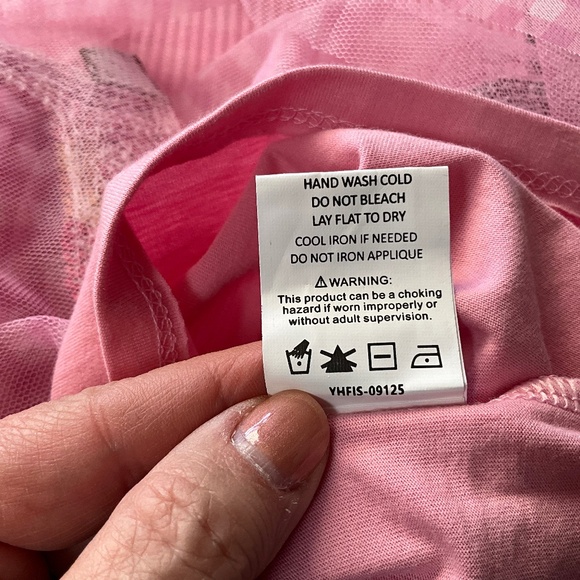 HAND WASH COLD
DO NOT BLEACH
LAY FLAT TO DRY
COOL IRON IF NEEDED
DO NOT IRON APPLIQUE
⚠WARNING:
This product can be a choking
hazard if worn improperly or
without adult supervision.
YHFIS-09125